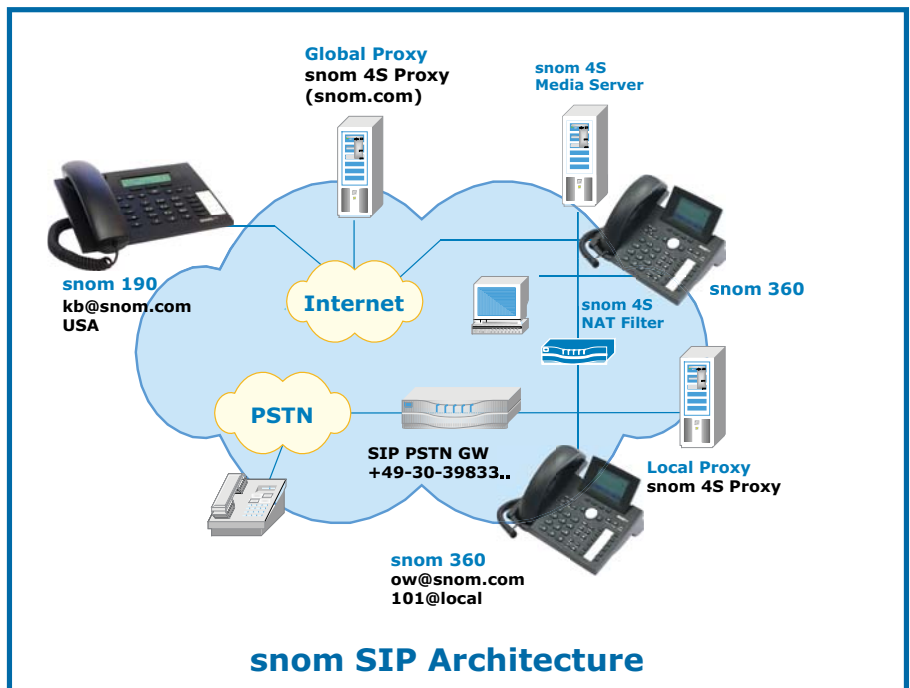 Global Proxy
snom 4S Proxy
(snom.com)
snom 4S
Media Server
snom 190
kb@snom.com
USA
Internet
snom 360
snom 4S
NAT Filter
PSTN
SIP PSTN GW
+49-30-39833..
Local Proxy
snom 4S Proxy
snom 360
ow@snom.com
101@local
snom SIP Architecture